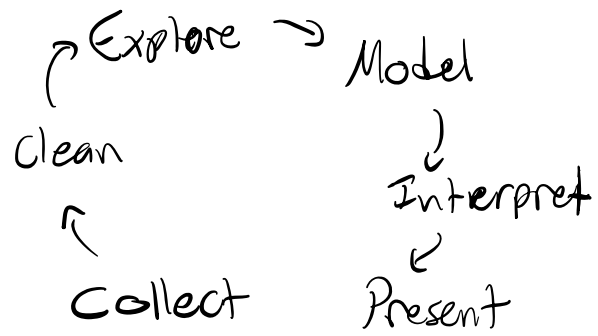 Explore
Model
Clean
Interpret
Collect
Present